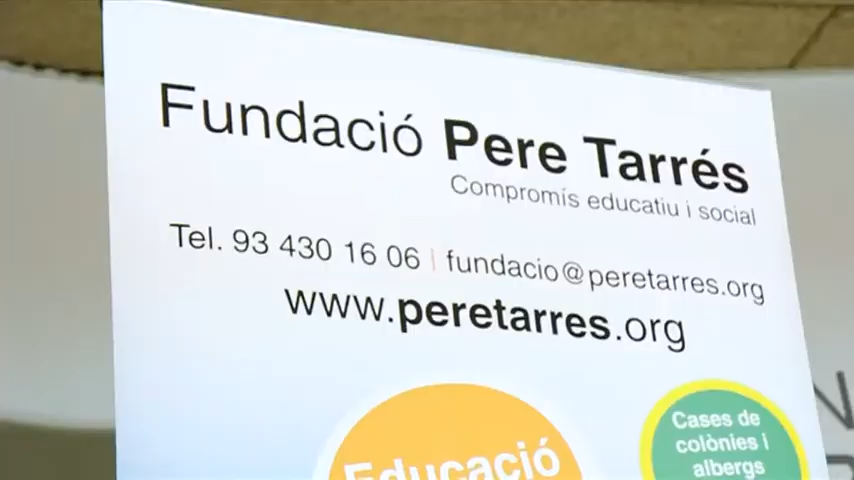 Fundació Pere Tarrés
Compromís educatiu i social
Tel. 93 430 16 06 | fundacio@peretarres.org
www.peretarres.org
Educació
Cases de
colònies i
albergs